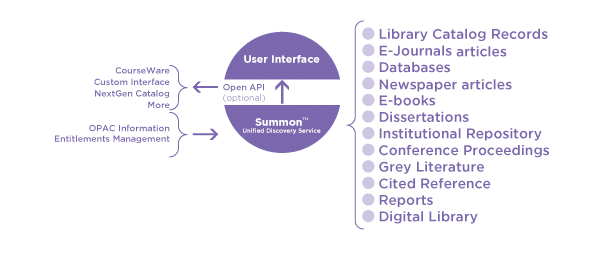 CourseWare
Custom Interface
NextGen Catalog
More
OPAC Information
Entitlements Management
User Interface
Open API
(optional)
Summon™
Unified Discovery Service
Library Catalog Records
E-Journals articles
Databases
Newspaper articles
E-books
Dissertations
Institutional Repository
Conference Proceedings
Grey Literature
Cited Reference
Reports
Digital Library